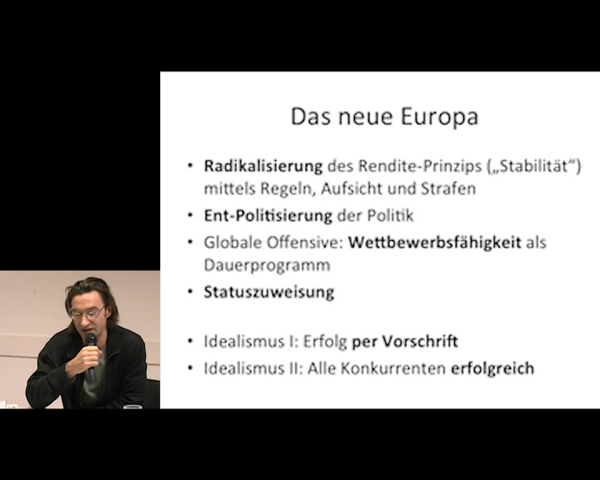 Das neue Europa
• Radikalisierung des Rendite-Prinzips („Stabilität“)
mittels Regeln, Aufsicht und Strafen
• Ent-Politisierung der Politik
• Globale Offensive: Wettbewerbsfähigkeit als
Dauerprogramm
• Statuszuweisung
• Idealismus I: Erfolg per Vorschrift
• Idealismus II: Alle Konkurrenten erfolgreich